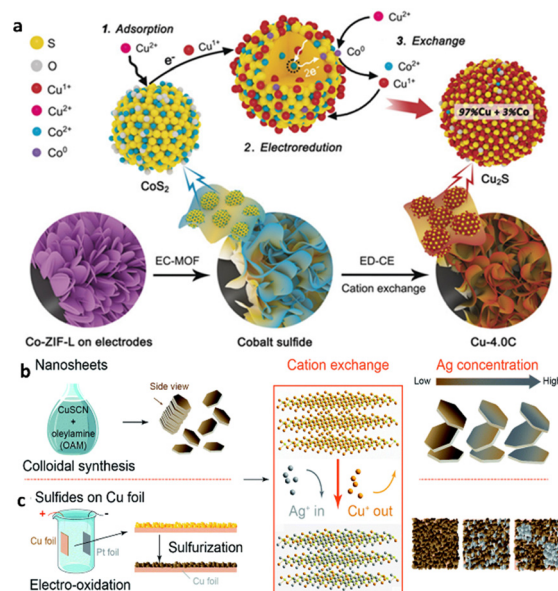 a
S
O
Cu1+
Cu2+
Co2+
Co0
1. Adsorption
Cu2+
e-
Cu1+
2e-
2. Electroredution
Cu2+
Co0
3. Exchange
Co2+
Cu1+
97%Cu + 3%Co
CoS2
Cu2S
EC-MOF
ED-CE
Cation exchange
Co-ZIF-L on electrodes
Cobalt sulfide
Cu-4.0C
b
Nanosheets
CuSCN
+
oleylamine
(OAM)
Side view
Colloidal synthesis
Cation exchange
Ag+ in
Cu+ out
Ag concentration
Low
High
c
Sulfides on Cu foil
+
-
Cu foil
Pt foil
Sulfurization
Cu foil
Electro-oxidation